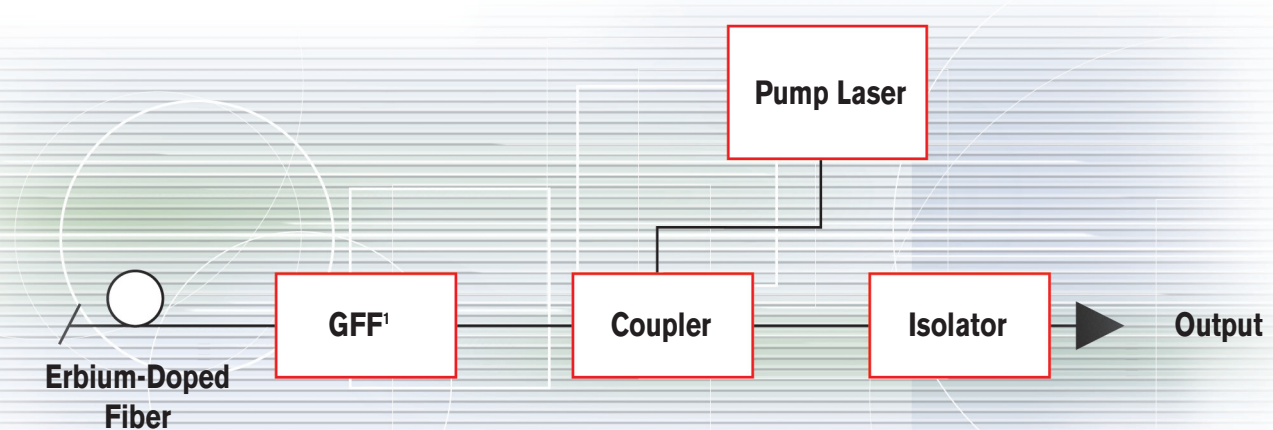 Pump Laser
GFF¹
Coupler
Isolator
Output
Erbium-Doped
Fiber